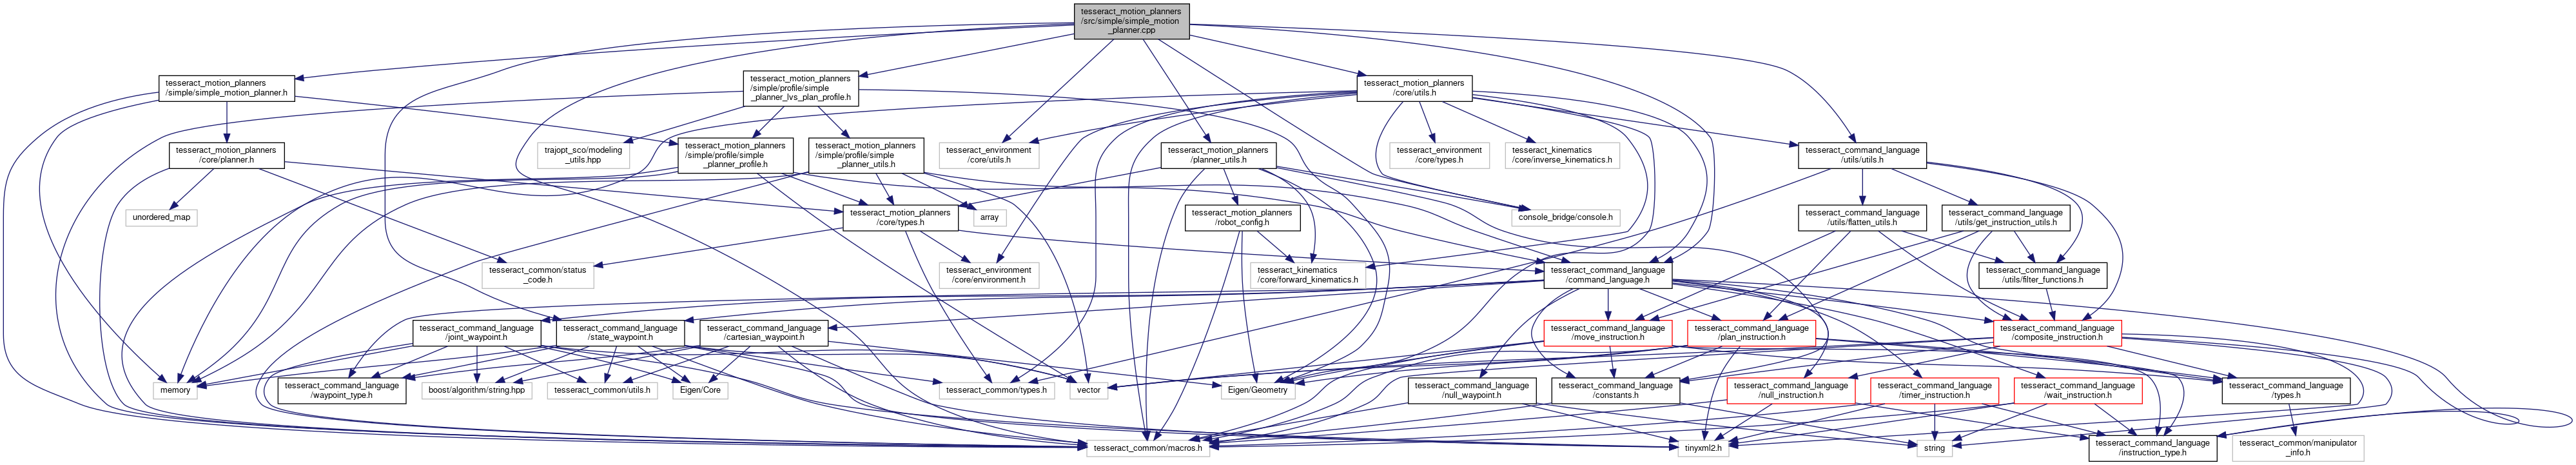 tesseract_motion_planners
/src/simple/simple_motion
_planner.cpp
tesseract_motion_planners
/simple/simple_motion_planner.h
tesseract_motion_planners
/simple/profile/simple
_planner_lvs_plan_profile.h
tesseract_motion_planners
/core/utils.h
tesseract_motion_planners
/core/planner.h
trajopt_sco/modeling
_utils.hpp
tesseract_motion_planners
/simple/profile/simple
_planner_profile.h
tesseract_motion_planners
/simple/profile/simple
_planner_utils.h
tesseract_environment
/core/utils.h
tesseract_motion_planners
/planner_utils.h
tesseract_environment
/core/types.h
tesseract_kinematics
/core/inverse_kinematics.h
tesseract_command_language
/utils/utils.h
unordered_map
tesseract_motion_planners
/core/types.h
array
tesseract_motion_planners
/robot_config.h
console_bridge/console.h
tesseract_command_language
/utils/flatten_utils.h
tesseract_command_language
/utils/get_instruction_utils.h
tesseract_common/status
_code.h
tesseract_environment
/core/environment.h
tesseract_kinematics
/core/forward_kinematics.h
tesseract_command_language
/command_language.h
tesseract_command_language
/utils/filter_functions.h
tesseract_command_language
/joint_waypoint.h
tesseract_command_language
/state_waypoint.h
tesseract_command_language
/cartesian_waypoint.h
tesseract_command_language
/move_instruction.h
tesseract_command_language
/plan_instruction.h
tesseract_command_language
/composite_instruction.h
memory
tesseract_command_language
/waypoint_type.h
boost/algorithm/string.hpp
tesseract_common/utils.h
Eigen/Core
tesseract_common/types.h
vector
Eigen/Geometry
tesseract_command_language
/null_waypoint.h
tesseract_command_language
/constants.h
tesseract_command_language
/null_instruction.h
tesseract_command_language
/timer_instruction.h
tesseract_command_language
/wait_instruction.h
tesseract_command_language
/types.h
tesseract_common/macros.h
tinyxml2.h
string
tesseract_command_language
/instruction_type.h
tesseract_common/manipulator
_info.h